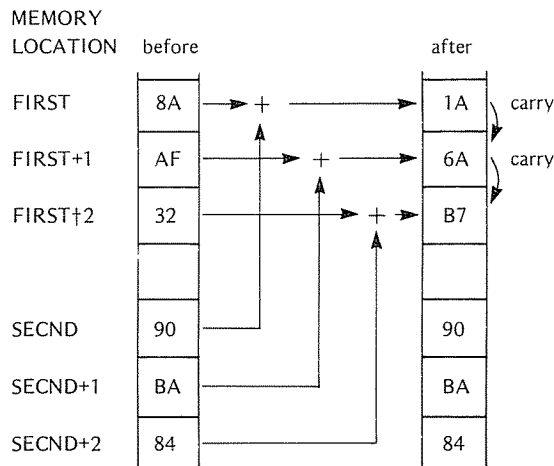 MEMORY
LOCATION before after
FIRST 8A + 1A carry
FIRST+1 AF + 6A carry
FIRST†2 32 + B7
SECND 90 90
SECND+1 BA BA
SECND+2 84 84